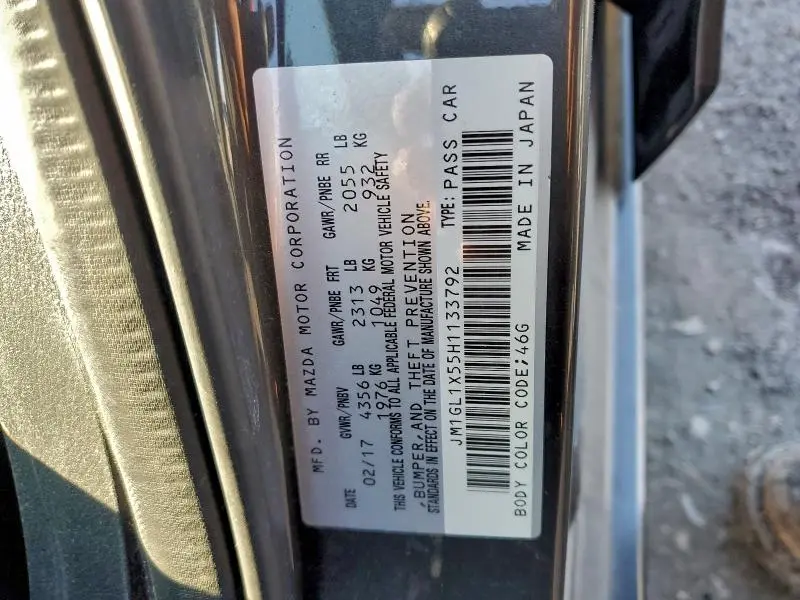 MFD. BY MAZDA MOTOR CORPORATION
DATE GVWR/PNBV GAWR/PNBE FRT GAWR/PNBE RR
02/17 4356 LB 2313 LB 2055 LB
1976 KG 1049 KG 932 KG
THIS VEHICLE CONFORMS TO ALL APPLICABLE FEDERAL MOTOR VEHICLE SAFETY
,BUMPER,AND THEFT PREVENTION
STANDARDS IN EFFECT ON THE DATE OF MANUFACTURE SHOWN ABOVE.
JM1GL1X55H1133792 TYPE: PASS CAR
BODY COLOR CODE;46G MADE IN JAPAN